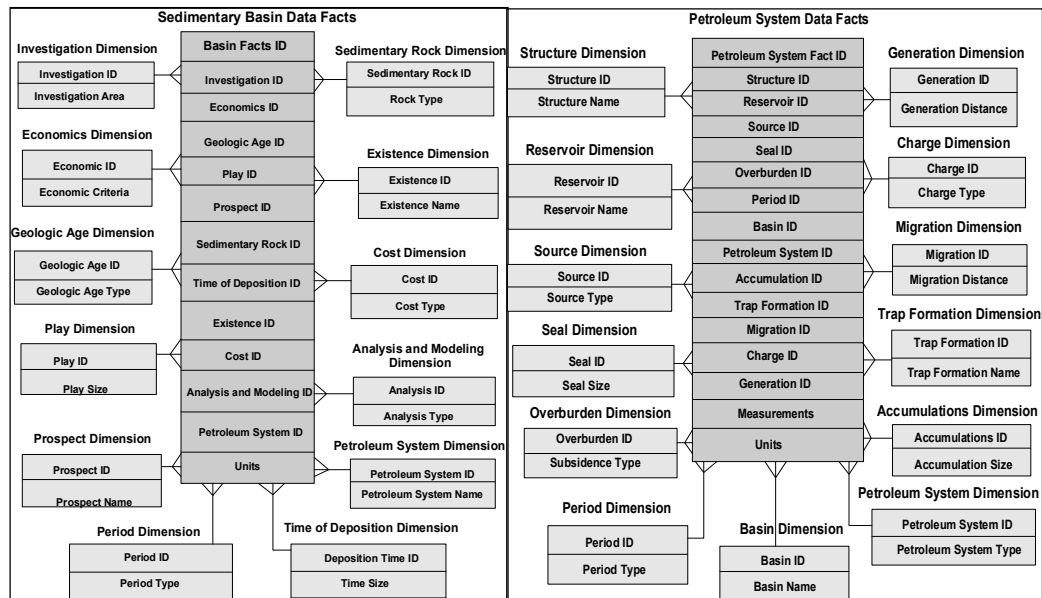 Sedimentary Basin Data Facts
Investigation Dimension
Investigation ID
Investigation Area
Economics Dimension
Economic ID
Economic Criteria
Geologic Age Dimension
Geologic Age ID
Geologic Age Type
Play Dimension
Play ID
Play Size
Prospect Dimension
Prospect ID
Prospect Name
Period Dimension
Period ID
Period Type
Basin Facts ID
Investigation ID
Economics ID
Geologic Age ID
Play ID
Prospect ID
Sedimentary Rock ID
Time of Deposition ID
Existence ID
Cost ID
Analysis and Modeling ID
Petroleum System ID
Units
Sedimentary Rock Dimension
Sedimentary Rock ID
Rock Type
Existence Dimension
Existence ID
Existence Name
Cost Dimension
Cost ID
Cost Type
Analysis and Modeling
Dimension
Analysis ID
Analysis Type
Petroleum System Dimension
Petroleum System ID
Petroleum System Name
Time of Deposition Dimension
Deposition Time ID
Time Size
Petroleum System Data Facts
Structure Dimension
Structure ID
Structure Name
Reservoir Dimension
Reservoir ID
Reservoir Name
Source Dimension
Source ID
Source Type
Seal Dimension
Seal ID
Seal Size
Overburden Dimension
Overburden ID
Subsidence Type
Period Dimension
Period ID
Period Type
Petroleum System Fact ID
Structure ID
Reservoir ID
Source ID
Seal ID
Overburden ID
Period ID
Basin ID
Petroleum System ID
Accumulation ID
Trap Formation ID
Migration ID
Charge ID
Generation ID
Measurements
Units
Basin Dimension
Basin ID
Basin Name
Generation Dimension
Generation ID
Generation Distance
Charge Dimension
Charge ID
Charge Type
Migration Dimension
Migration ID
Migration Distance
Trap Formation Dimension
Trap Formation ID
Trap Formation Name
Accumulations Dimension
Accumulations ID
Accumulation Size
Petroleum System Dimension
Petroleum System ID
Petroleum System Type